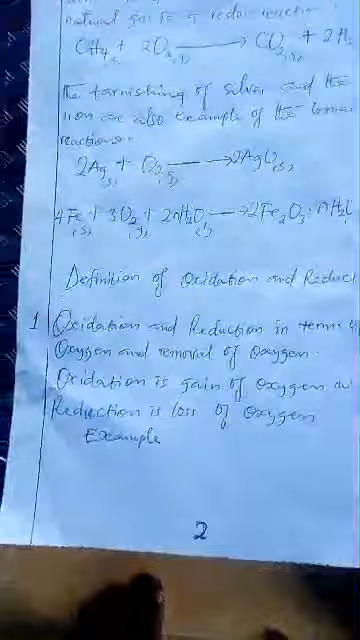 natural gas is a redox reaction
CH₄ + 2O₂(g) → CO₂(g) + 2H₂
The tarnishing of silver and the
iron are also example of the
reactions.
2Ag(s) + O₂(g) → 2AgO(s)
4Fe(s) + 3O₂(g) + 2nH₂O(l) → 2Fe₂O₃.nH₂O
Definition of Oxidation and Reduct
1 Oxidation and Reduction in terms of
Oxygen and removal of Oxygen.
Oxidation is gain of oxygen
Reduction is loss of oxygen
Example
2